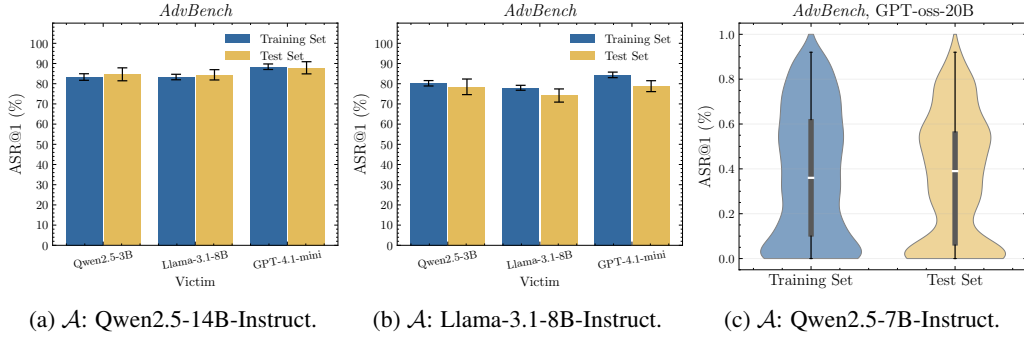 AdvBench
100
90
80
70
60
50
40
30
20
10
0
ASR@1 (%)
Training Set
Test Set
Qwen2.5-3B
Llama-3.1-8B
GPT-4.1-mini
Victim
(a) 𝒜: Qwen2.5-14B-Instruct.
AdvBench
100
90
80
70
60
50
40
30
20
10
0
ASR@1 (%)
Training Set
Test Set
Qwen2.5-3B
Llama-3.1-8B
GPT-4.1-mini
Victim
(b) 𝒜: Llama-3.1-8B-Instruct.
AdvBench, GPT-oss-20B
1.0
0.8
0.6
0.4
0.2
0.0
ASR@1 (%)
Training Set
Test Set
(c) 𝒜: Qwen2.5-7B-Instruct.